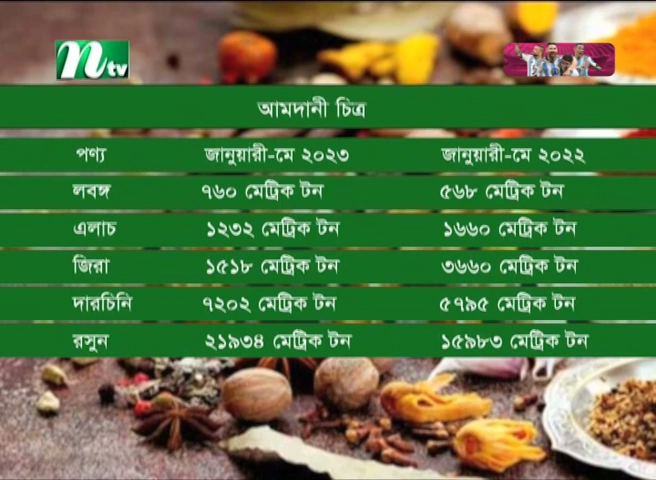 ntv
আমদানী চিত্র
পণ্য জানুয়ারী-মে ২০২৩ জানুয়ারী-মে ২০২২
লবঙ্গ ৭৬০ মেট্রিক টন ৫৬৮ মেট্রিক টন
এলাচ ১২৩২ মেট্রিক টন ১৬৬০ মেট্রিক টন
জিরা ১৫১৮ মেট্রিক টন ৩৬৬০ মেট্রিক টন
দারচিনি ৭২০২ মেট্রিক টন ৫৭৯৫ মেট্রিক টন
রসুন ২১৯৩৪ মেট্রিক টন ১৫৯৮৩ মেট্রিক টন